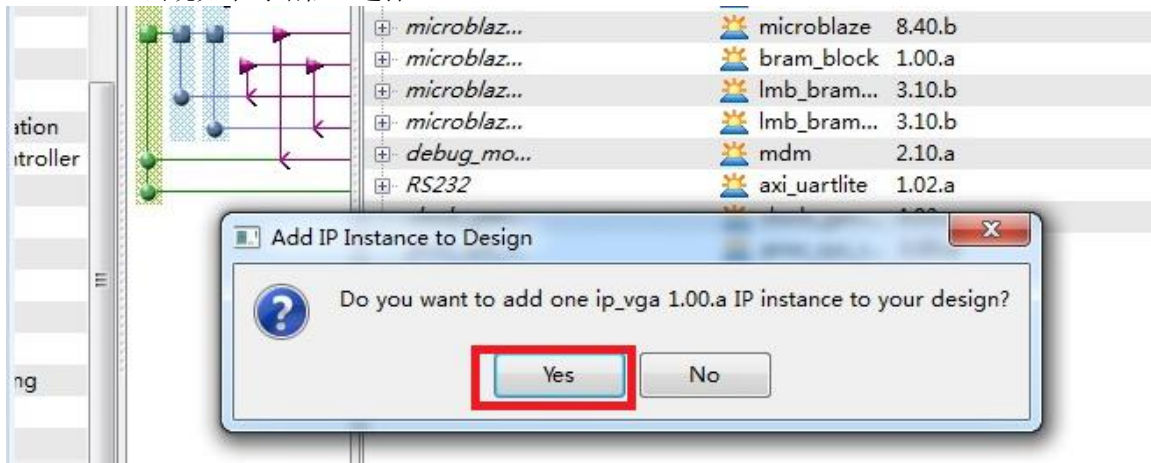 microblaz... microblaze 8.40.b
microblaz... bram_block 1.00.a
microblaz... lmb_bram... 3.10.b
ation microblaz... lmb_bram... 3.10.b
ntroller debug_mo... mdm 2.10.a
RS232 axi_uartlite 1.02.a
Add IP Instance to Design
Do you want to add one ip_vga 1.00.a IP instance to your design?
Yes No
ng